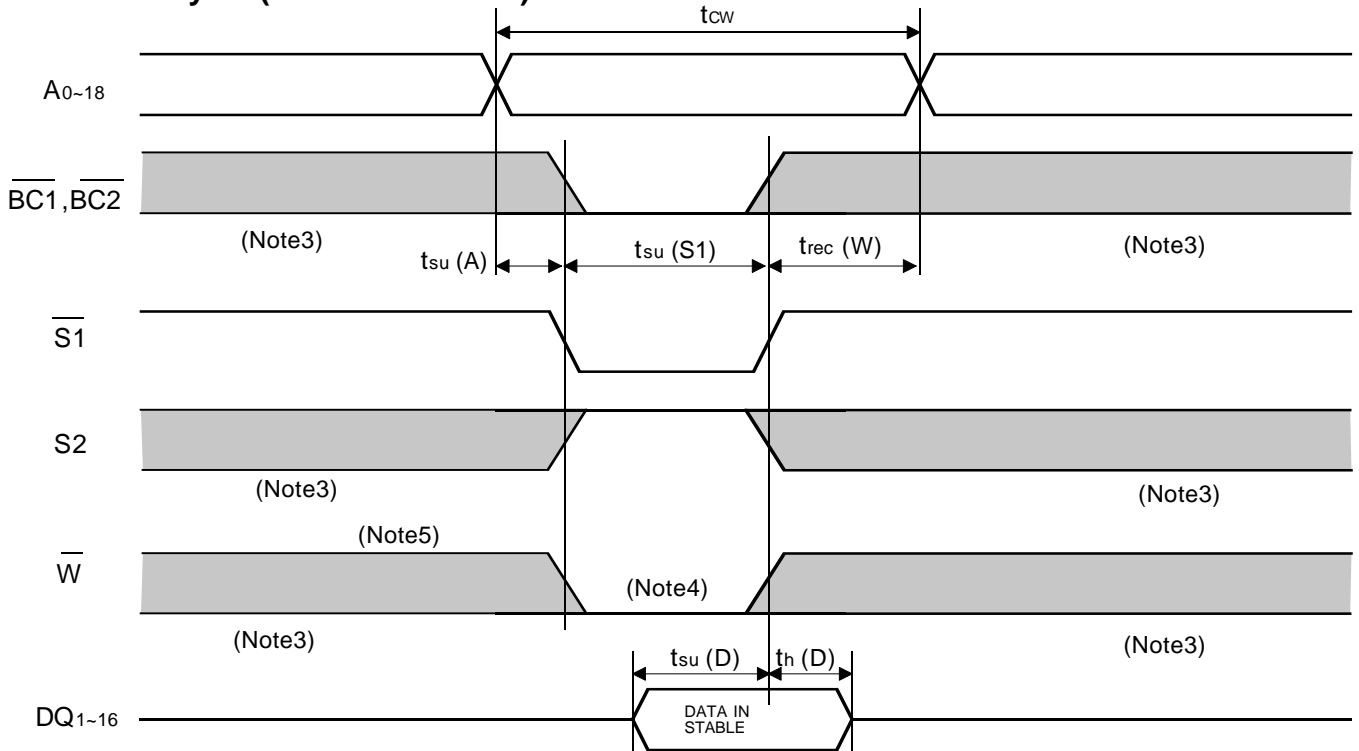 tcw
A0~18
BC1,BC2
(Note3)
tsu (A)
tsu (S1)
trec (W)
(Note3)
S1
S2
(Note3)
(Note3)
(Note5)
W
(Note4)
(Note3)
(Note3)
tsu (D)
th (D)
DQ1~16
DATA IN
STABLE